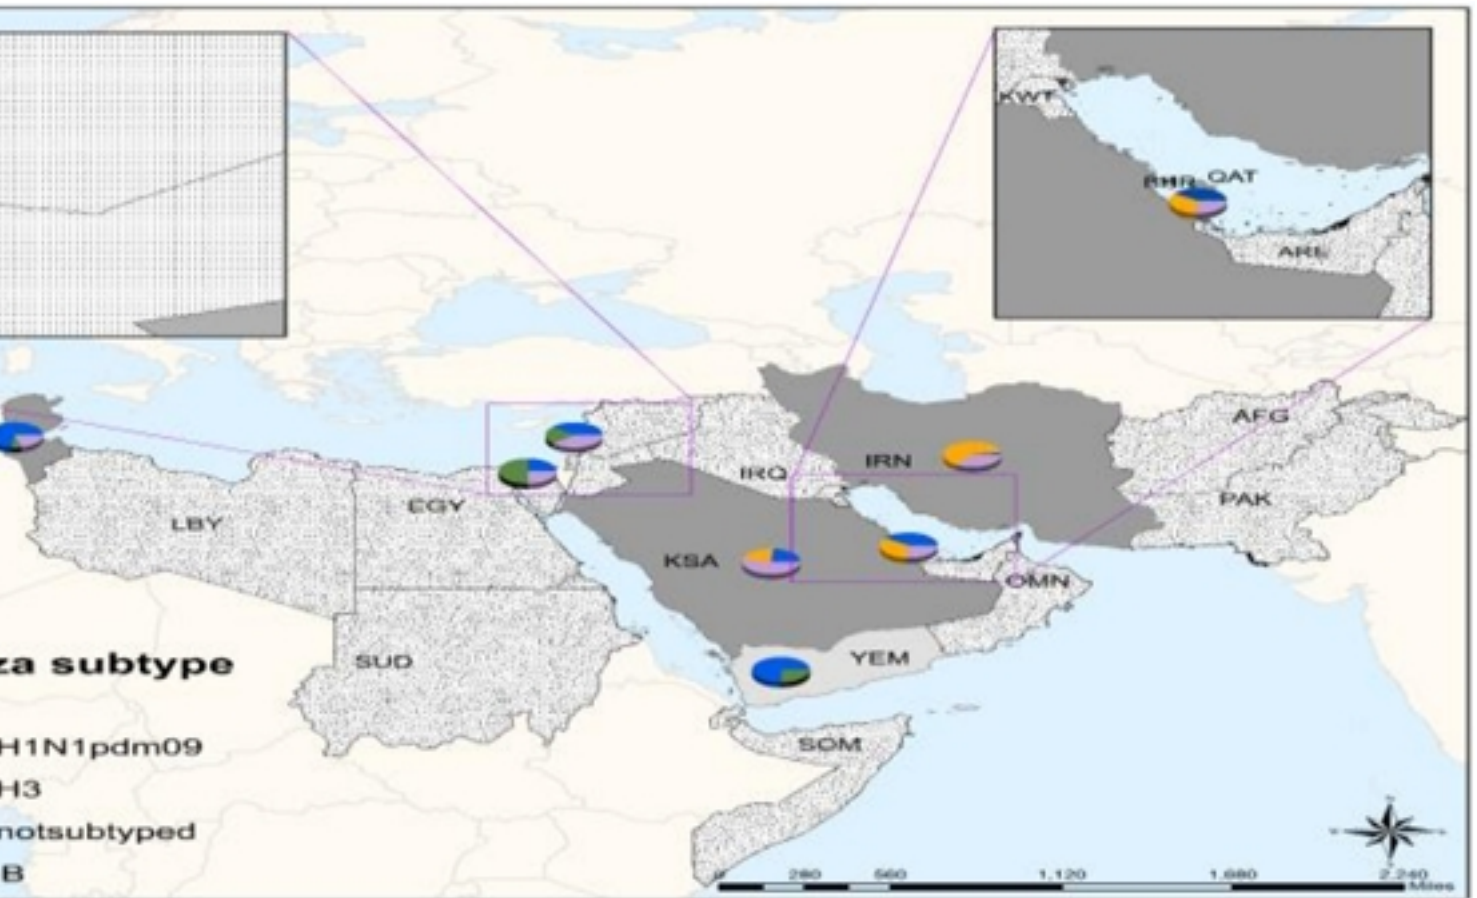 KWT
BHR QAT
ARE
AFG
IRQ
IRN
PAK
LBY
EGY
KSA
OMN
SUD
YEM
za subtype
H1N1pdm09
SOM
H3
notsubtyped
B
0 280 560 1,120 1,680 2,240
Miles